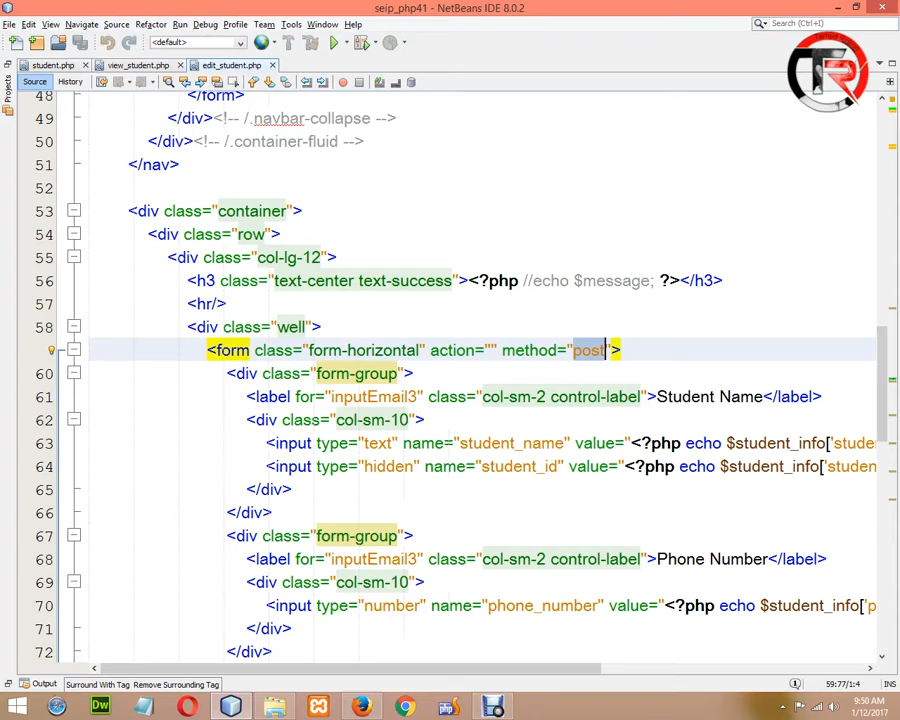 seip_php41 - NetBeans IDE 8.0.2
File Edit View Navigate Source Refactor Run Debug Profile Team Tools Window Help
Search (Ctrl+I)
<default>
student.php view_student.php edit_student.php
Source History
Projects
TR
48 </form>
49 </div><!-- /.navbar-collapse -->
50 </div><!-- /.container-fluid -->
51 </nav>
52
53 <div class="container">
54 <div class="row">
55 <div class="col-lg-12">
56 <h3 class="text-center text-success"><?php //echo $message; ?></h3>
57 <hr/>
58 <div class="well">
<form class="form-horizontal" action="" method="post">
60 <div class="form-group">
61 <label for="inputEmail3" class="col-sm-2 control-label">Student Name</label>
62 <div class="col-sm-10">
63 <input type="text" name="student_name" value="<?php echo $student_info['stude
64 <input type="hidden" name="student_id" value="<?php echo $student_info['studen
65 </div>
66 </div>
67 <div class="form-group">
68 <label for="inputEmail3" class="col-sm-2 control-label">Phone Number</label>
69 <div class="col-sm-10">
70 <input type="number" name="phone_number" value="<?php echo $student_info['p
71 </div>
72 </div>
Output Surround With Tag Remove Surrounding Tag 59:77/1:4 INS
Dw
9:50 AM
1/12/2017